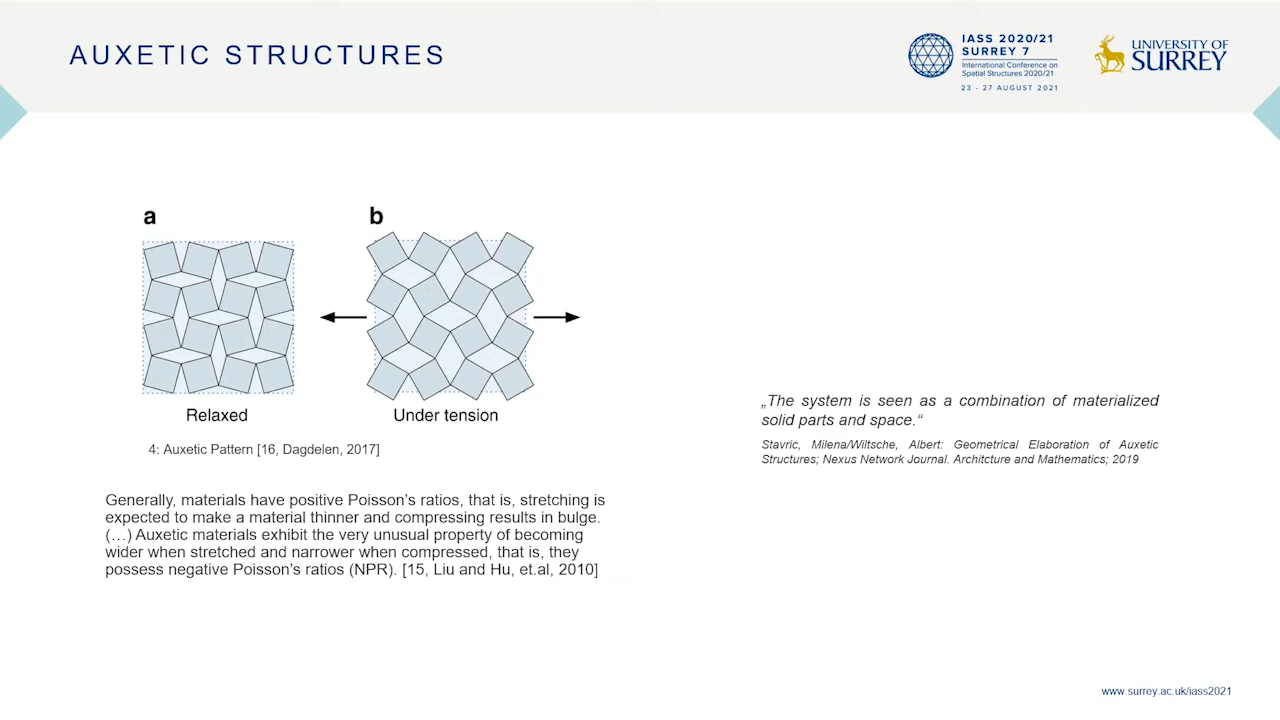 AUXETIC STRUCTURES
IASS 2020/21
SURREY 7
International Conference on
Spatial Structures 2020/21
23 - 27 AUGUST 2021
UNIVERSITY OF
SURREY
a
b
Relaxed
Under tension
4: Auxetic Pattern [16, Dagdelen, 2017]
Generally, materials have positive Poisson's ratios, that is, stretching is
expected to make a material thinner and compressing results in bulge.
(…) Auxetic materials exhibit the very unusual property of becoming
wider when stretched and narrower when compressed, that is, they
possess negative Poisson's ratios (NPR). [15, Liu and Hu, et.al, 2010]
„The system is seen as a combination of materialized
solid parts and space.“
Stavric, Milena/Wiltsche, Albert: Geometrical Elaboration of Auxetic
Structures; Nexus Network Journal. Architcture and Mathematics; 2019
www.surrey.ac.uk/iass2021